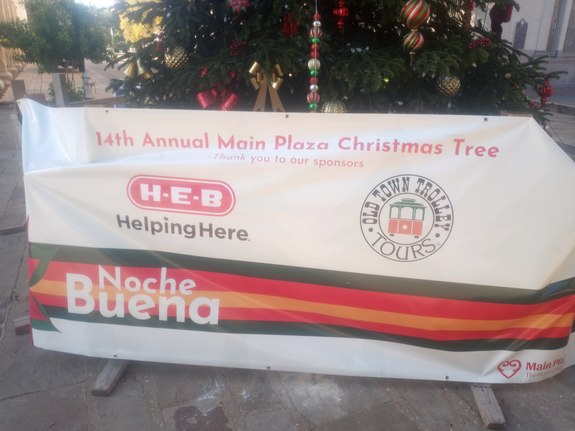 14th Annual Main Plaza Christmas Tree
Thank you to our sponsors
H-E-B
HelpingHere.
OLD TOWN TROLLEY
TOURS
Noche
Buena
Main